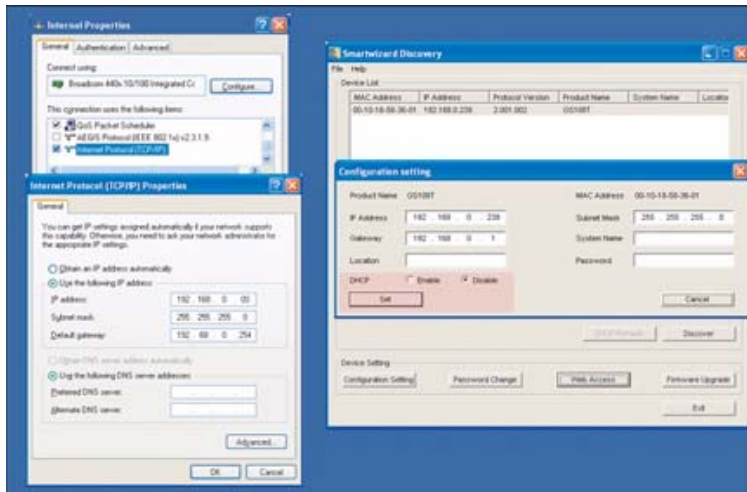 Internet Properties
General Authentication Advanced
Connect using:
Broadcom 440x 10/100 Integrated Cc
Configure...
This connection uses the following items:
QoS Packet Scheduler
AEGIS Protocol (IEEE 802.1x) v2.3.1.9
Internet Protocol (TCP/IP)
Internet Protocol (TCP/IP) Properties
General
You can get IP settings assigned automatically if your network supports
this capability. Otherwise, you need to ask your network administrator for
the appropriate IP settings.
Obtain an IP address automatically
Use the following IP address:
IP address: 192 . 168 . 0 . 00
Subnet mask: 255 . 255 . 255 . 0
Default gateway: 192 . 68 . 0 . 254
Obtain DNS server address automatically
Use the following DNS server addresses:
Preferred DNS server:
Alternate DNS server:
Advanced...
OK Cancel
Smartwizard Discovery
File Help
Device List
MAC Address IP Address Protocol Version Product Name System Name Location
00-10-18-58-36-01 192.168.0.239 2.001.002 GS108T
Configuration setting
Product Name GS108T MAC Address 00-10-18-58-36-01
IP Address 192 . 168 . 0 . 239 Subnet Mask 255 . 255 . 255 . 0
Gateway 192 . 168 . 0 . 1 System Name
Location Password
DHCP Enable Disable
Set Cancel
Discover
Device Setting
Configuration Setting Password Change Web Access Firmware Upgrade
Exit